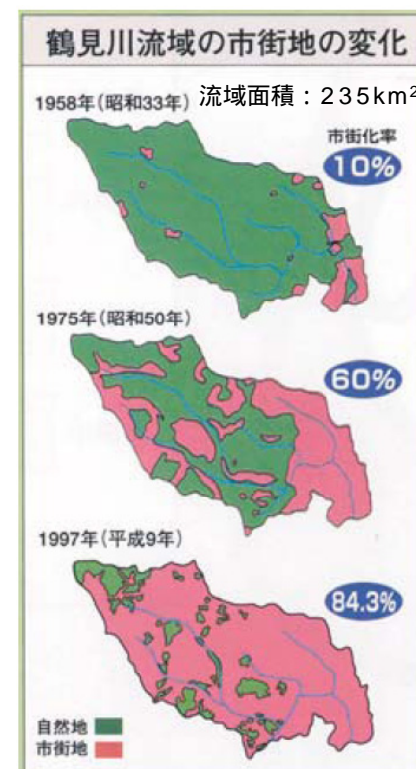 鶴見川流域の市街地の変化
1958年(昭和33年) 流域面積：235km²
市街化率
10%
1975年(昭和50年)
60%
1997年(平成9年)
84.3%
自然地
市街地